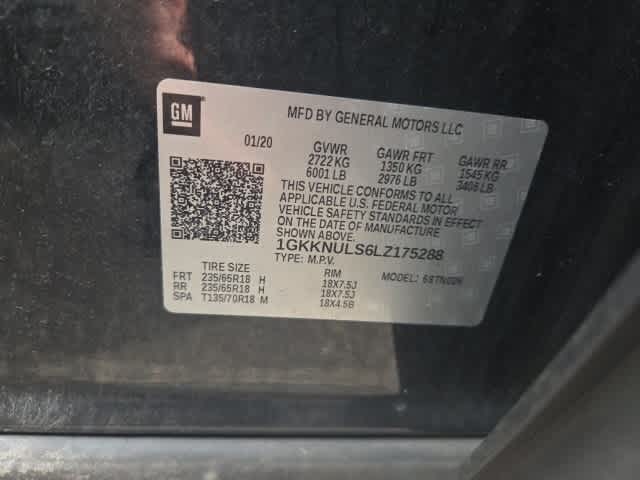 GM
MFD BY GENERAL MOTORS LLC
01/20
GVWR GAWR FRT GAWR RR
2722 KG 1350 KG 1545 KG
6001 LB 2976 LB 3406 LB
THIS VEHICLE CONFORMS TO ALL
APPLICABLE U.S. FEDERAL MOTOR
VEHICLE SAFETY STANDARDS IN EFFECT
ON THE DATE OF MANUFACTURE
SHOWN ABOVE.
1GKKNULS6LZ175288
TYPE: M.P.V. MODEL:
TIRE SIZE RIM
FRT 235/65R18 H 18X7.5J
RR 235/65R18 H 18X7.5J
SPA T135/70R18 M 18X4.5B